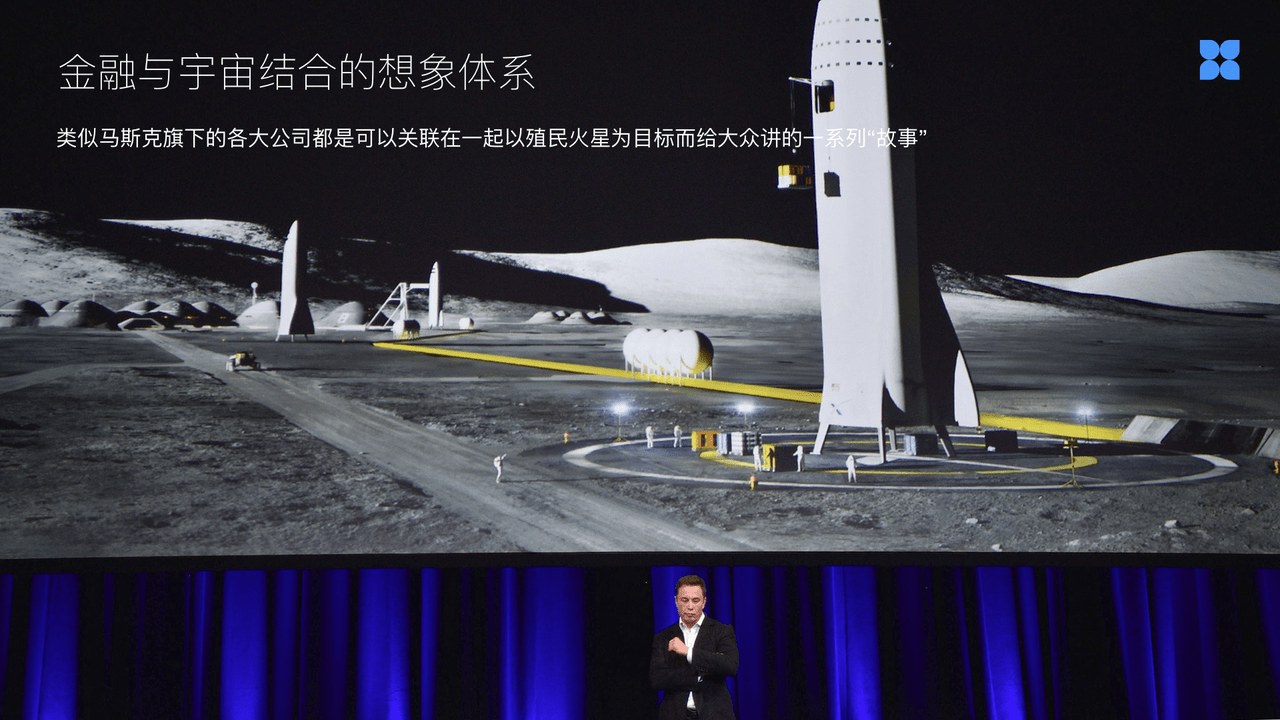 金融与宇宙结合的想象体系
类似马斯克旗下的各大公司都是可以关联在一起以殖民火星为目标而给大众讲的一系列“故事”